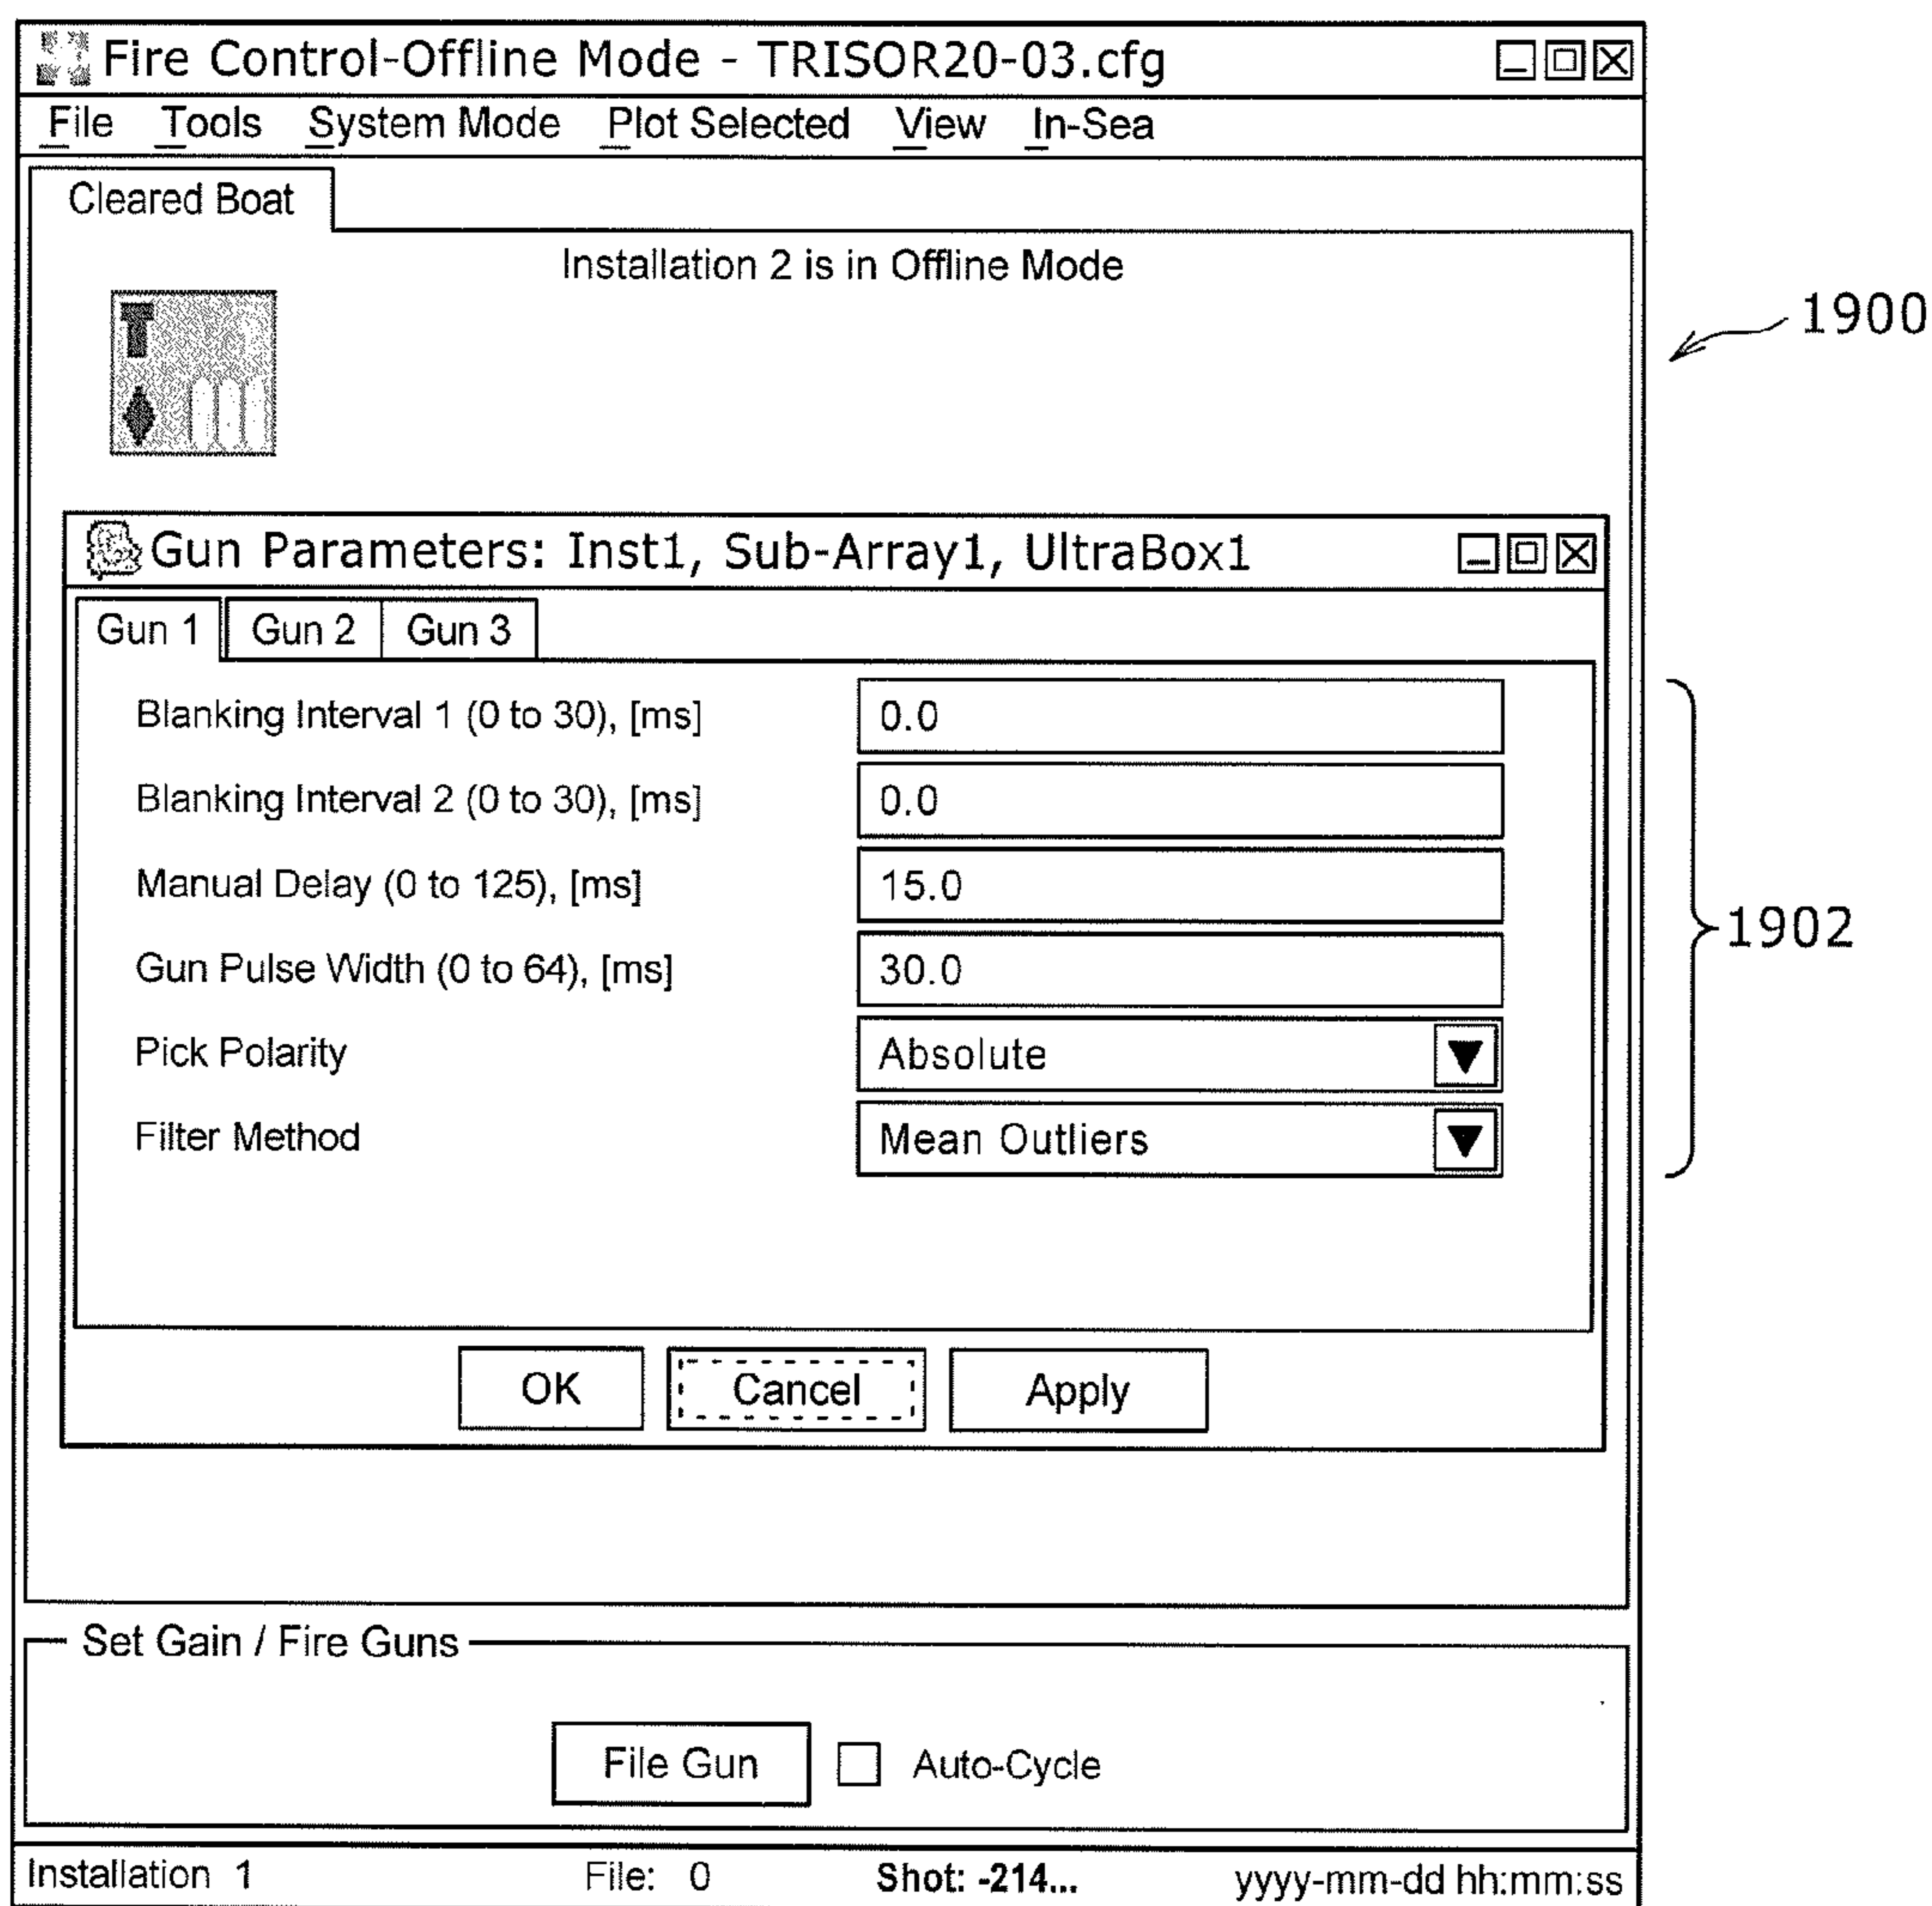 Fire Control-Offline Mode - TRISOR20-03.cfg
File Tools System Mode Plot Selected View In-Sea
Cleared Boat
Installation 2 is in Offline Mode
T
1900
Gun Parameters: Inst1, Sub-Array1, UltraBox1
Gun 1 Gun 2 Gun 3
Blanking Interval 1 (0 to 30), [ms] 0.0
Blanking Interval 2 (0 to 30), [ms] 0.0
Manual Delay (0 to 125), [ms] 15.0
Gun Pulse Width (0 to 64), [ms] 30.0
Pick Polarity Absolute
Filter Method Mean Outliers
1902
OK Cancel Apply
Set Gain / Fire Guns
File Gun Auto-Cycle
Installation 1 File: 0 Shot: -214... yyyy-mm-dd hh:mm:ss